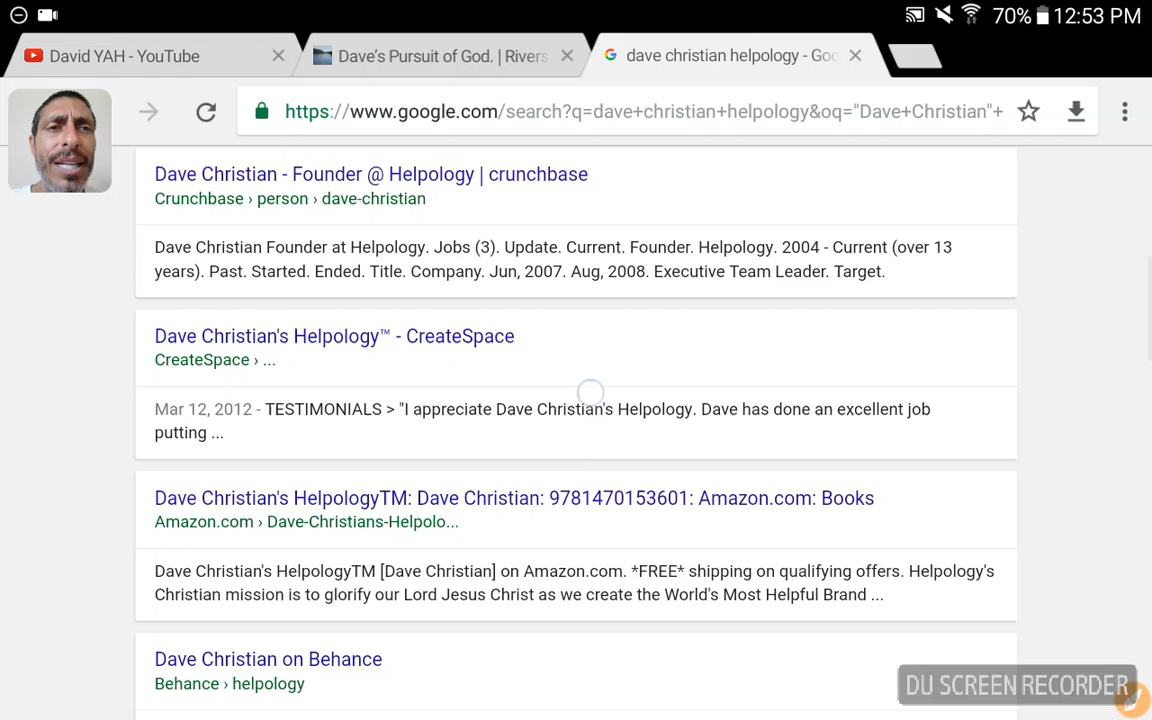 70% 12:53 PM
David YAH - YouTube
Dave's Pursuit of God. | Rivers
dave christian helpology - Goo
https://www.google.com/search?q=dave+christian+helpology&oq="Dave+Christian"+
Dave Christian - Founder @ Helpology | crunchbase
Crunchbase › person › dave-christian
Dave Christian Founder at Helpology. Jobs (3). Update. Current. Founder. Helpology. 2004 - Current (over 13
years). Past. Started. Ended. Title. Company. Jun, 2007. Aug, 2008. Executive Team Leader. Target.
Dave Christian's Helpology™ - CreateSpace
CreateSpace › ...
Mar 12, 2012 - TESTIMONIALS > "I appreciate Dave Christian's Helpology. Dave has done an excellent job
putting ...
Dave Christian's HelpologyTM: Dave Christian: 9781470153601: Amazon.com: Books
Amazon.com › Dave-Christians-Helpolo...
Dave Christian's HelpologyTM [Dave Christian] on Amazon.com. *FREE* shipping on qualifying offers. Helpology's
Christian mission is to glorify our Lord Jesus Christ as we create the World's Most Helpful Brand ...
Dave Christian on Behance
Behance › helpology
DU SCREEN RECORDER